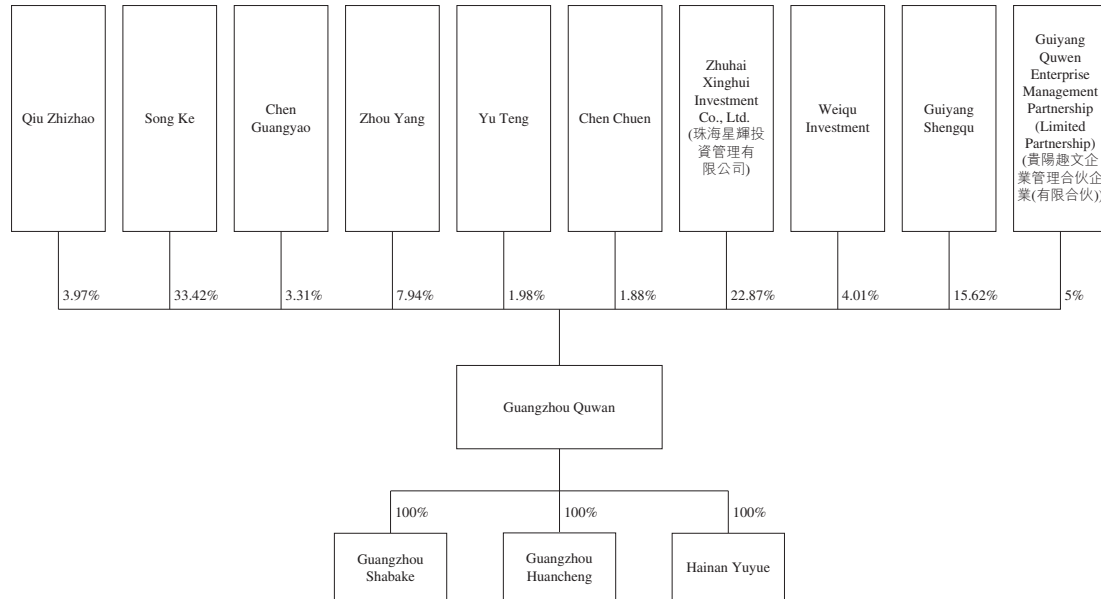 Qiu Zhizhao
Song Ke
Chen
Guangyao
Zhou Yang
Yu Teng
Chen Chuen
Zhuhai
Xinghui
Investment
Co., Ltd.
(珠海星輝投
資管理有
限公司)
Weiqu
Investment
Guiyang
Shengqu
Guiyang
Quwen
Enterprise
Management
Partnership
(Limited
Partnership)
(貴陽趣文企
業管理合伙企
業(有限合伙))
3.97%
33.42%
3.31%
7.94%
1.98%
1.88%
22.87%
4.01%
15.62%
5%
Guangzhou Quwan
100%
100%
100%
Guangzhou
Shabake
Guangzhou
Huancheng
Hainan Yuyue